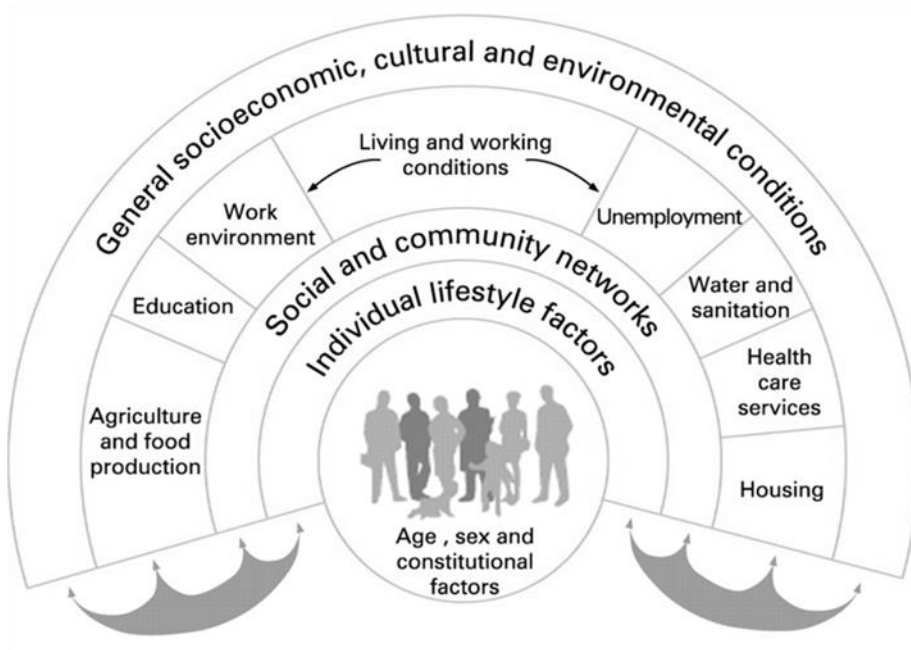 General socioeconomic, cultural and environmental conditions
Living and working
conditions
Work
environment
Unemployment
Education
Water and
sanitation
Agriculture
and food
production
Health
care
services
Housing
Social and community networks
Individual lifestyle factors
Age , sex and
constitutional
factors